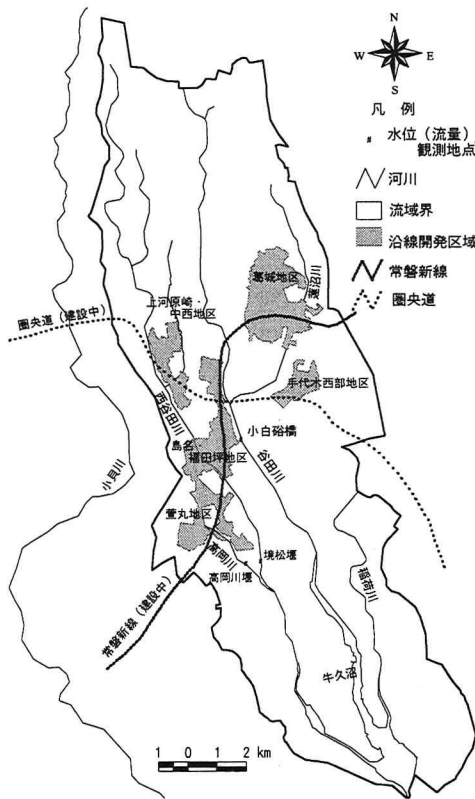 N
W E
S
凡 例
水位（流量）
観測地点
河川
流域界
沿線開発区域
常磐新線
圏央道
葛城地区
蓮沼川
上河原崎・
中西地区
圏央道（建設中）
手代木西部地区
西谷田川
小白硲橋
島名
福田坪地区
谷田川
小貝川
萱丸地区
高岡川
境松堰
高岡川堰
稲荷川
常磐新線（建設中）
牛久沼
1 0 1 2 km